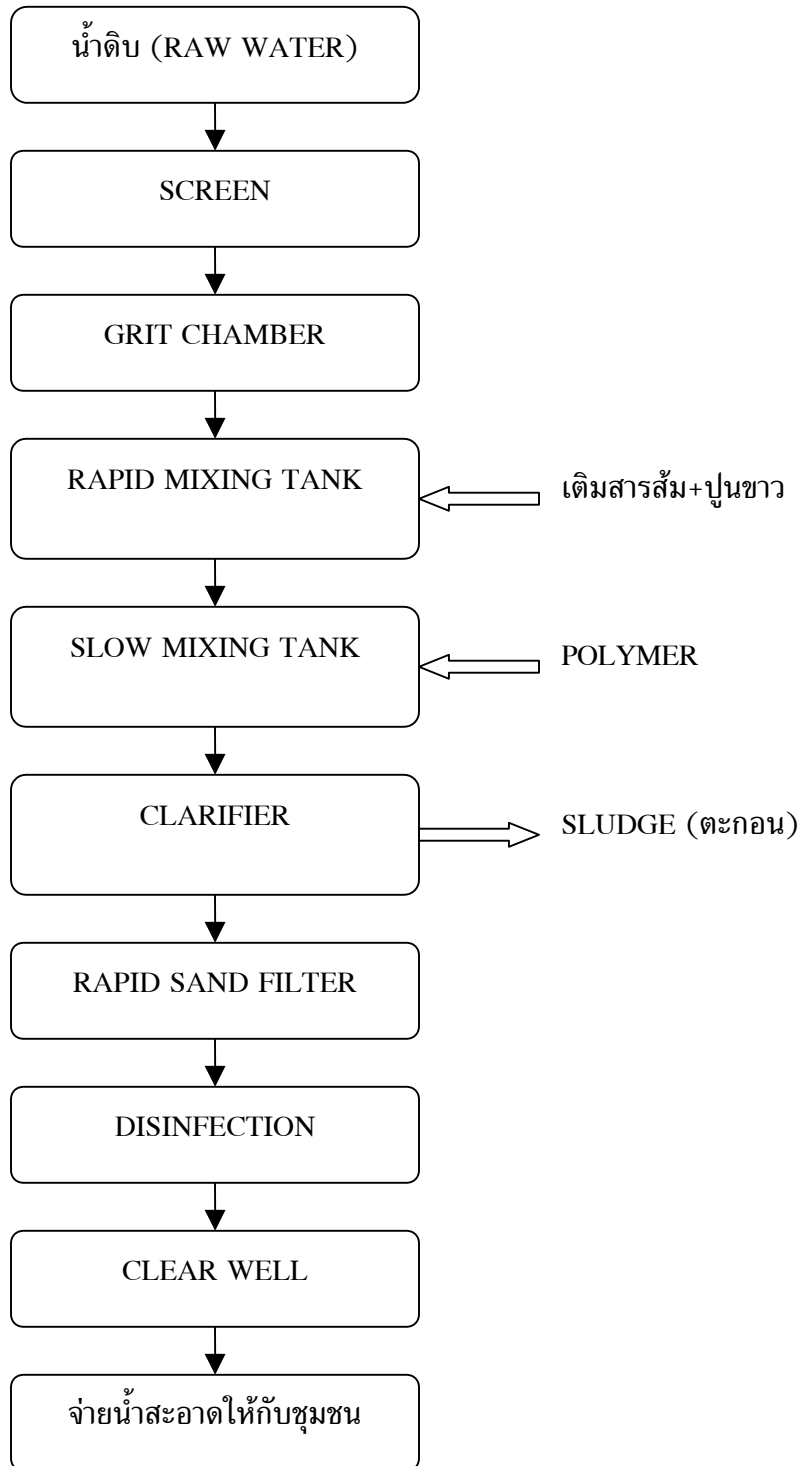 น้ำดิบ (RAW WATER)
SCREEN
GRIT CHAMBER
RAPID MIXING TANK
เติมสารส้ม+ปูนขาว
SLOW MIXING TANK
POLYMER
CLARIFIER
SLUDGE (ตะกอน)
RAPID SAND FILTER
DISINFECTION
CLEAR WELL
จ่ายน้ำสะอาดให้กับชุมชน